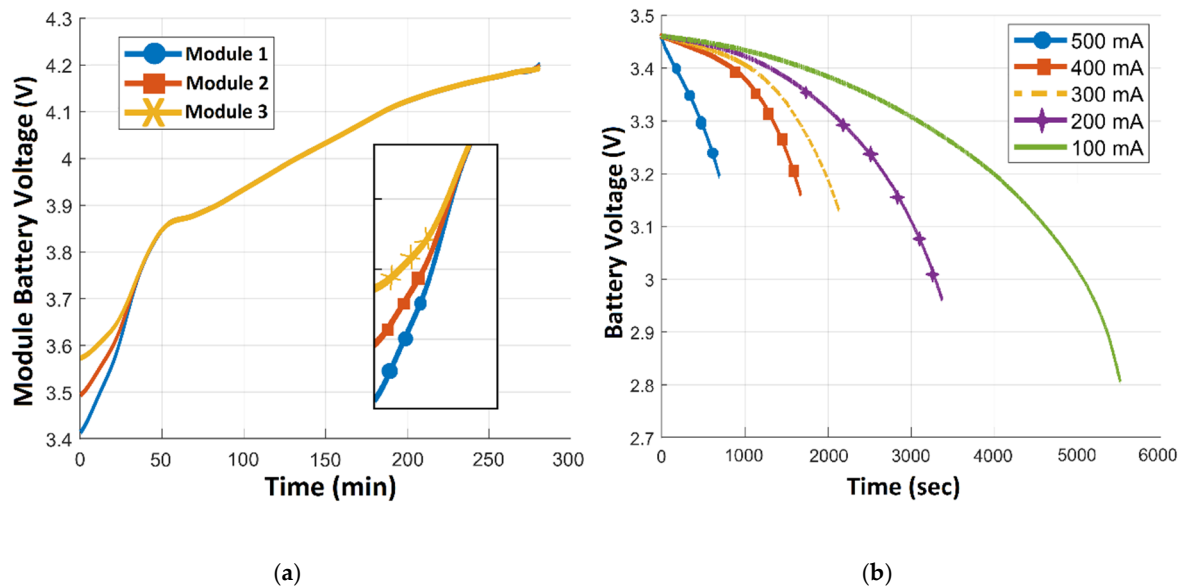 4.3
4.2
4.1
4
3.9
3.8
3.7
3.6
3.5
3.4
Module Battery Voltage (V)
Module 1
Module 2
Module 3
0 50 100 150 200 250 300
Time (min)
(a)
3.5
3.4
3.3
3.2
3.1
3
2.9
2.8
2.7
Battery Voltage (V)
500 mA
400 mA
300 mA
200 mA
100 mA
0 1000 2000 3000 4000 5000 6000
Time (sec)
(b)